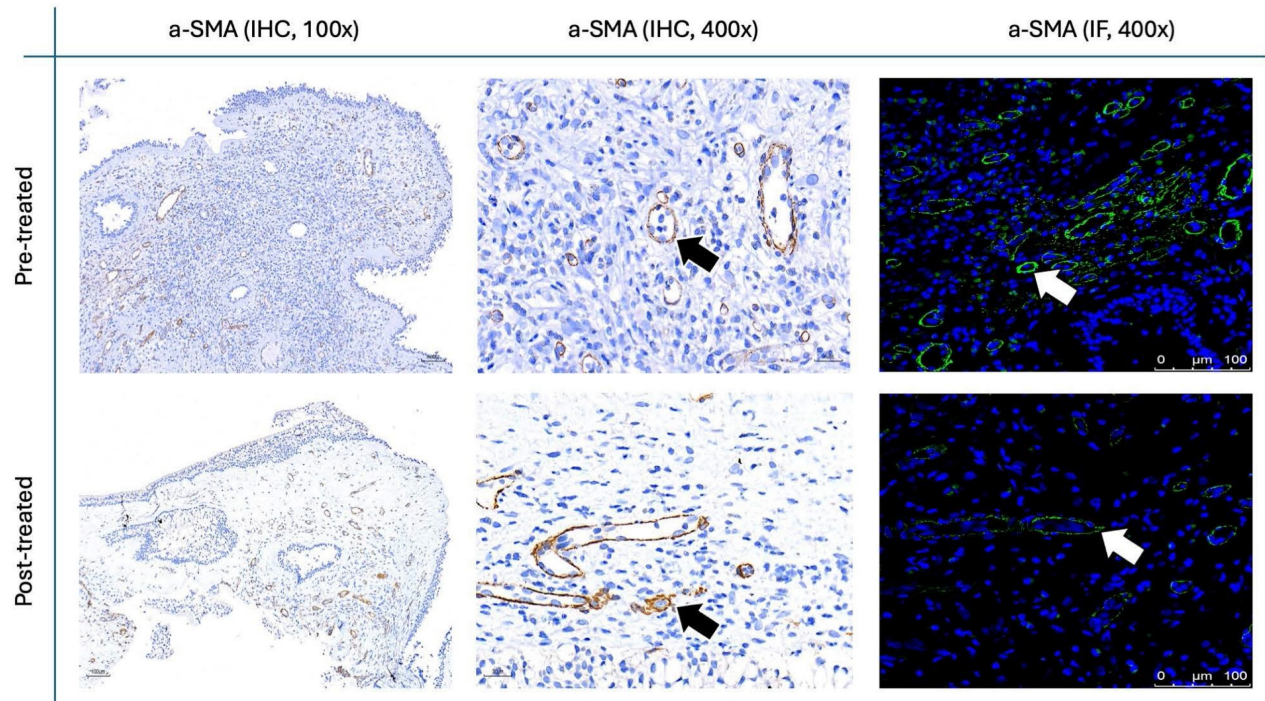 a-SMA (IHC, 100x)
a-SMA (IHC, 400x)
a-SMA (IF, 400x)
Pre-treated
0 µm 100
Post-treated
0 µm 100